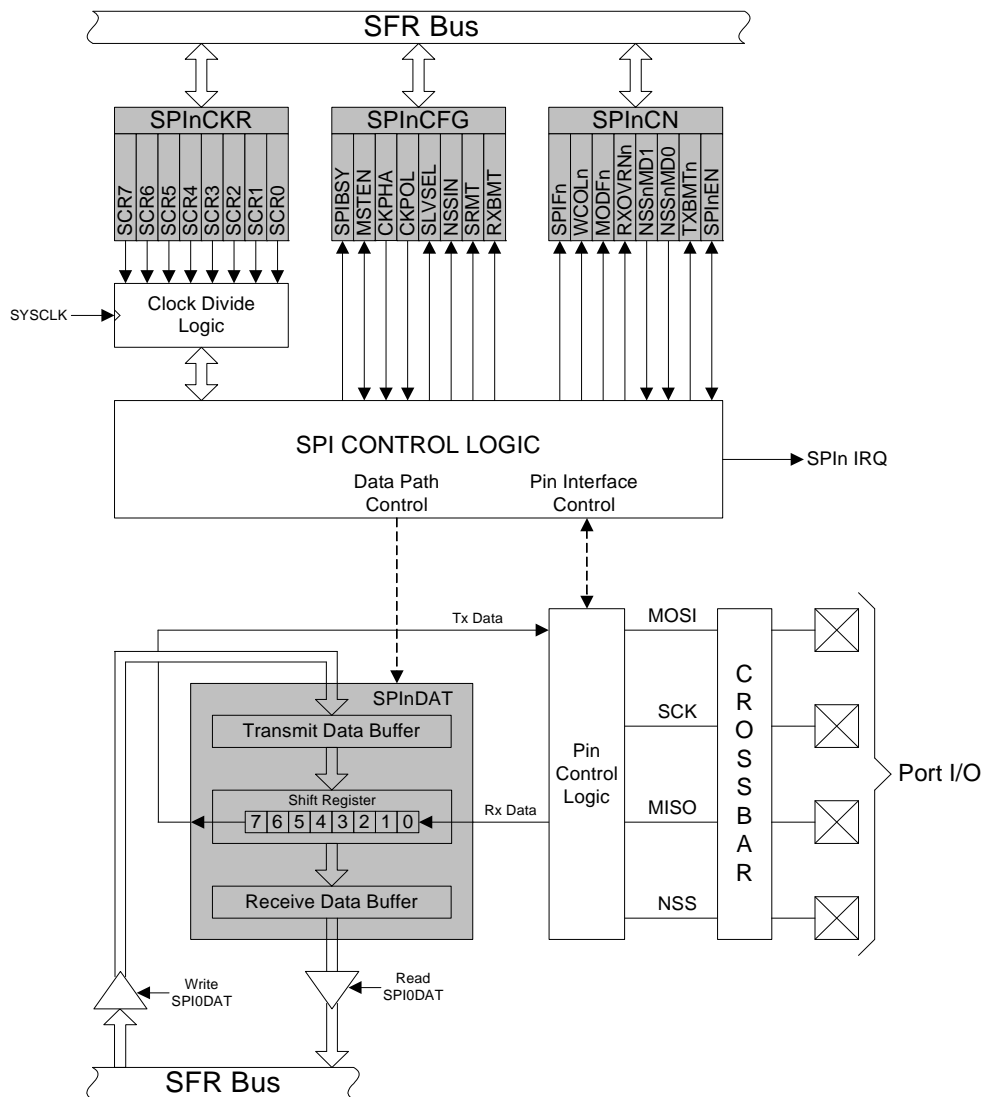 SFR Bus
SPInCKR
SPInCFG
SPInCN
SCR7
SCR6
SCR5
SCR4
SCR3
SCR2
SCR1
SCR0
SPIBSY
MSTEN
CKPHA
CKPOL
SLVSEL
NSSIN
SRMT
RXBMT
SPIFn
WCOLn
MODFn
RXOVRNn
NSSnMD1
NSSnMD0
TXBMTn
SPInEN
SYSCLK
Clock Divide
Logic
SPI CONTROL LOGIC
Data Path
Control
Pin Interface
Control
SPIn IRQ
Tx Data
SPInDAT
Transmit Data Buffer
Shift Register
7 6 5 4 3 2 1 0
Rx Data
Receive Data Buffer
Pin
Control
Logic
MOSI
SCK
MISO
NSS
CROSSBAR
Port I/O
Write
SPI0DAT
Read
SPI0DAT
SFR Bus